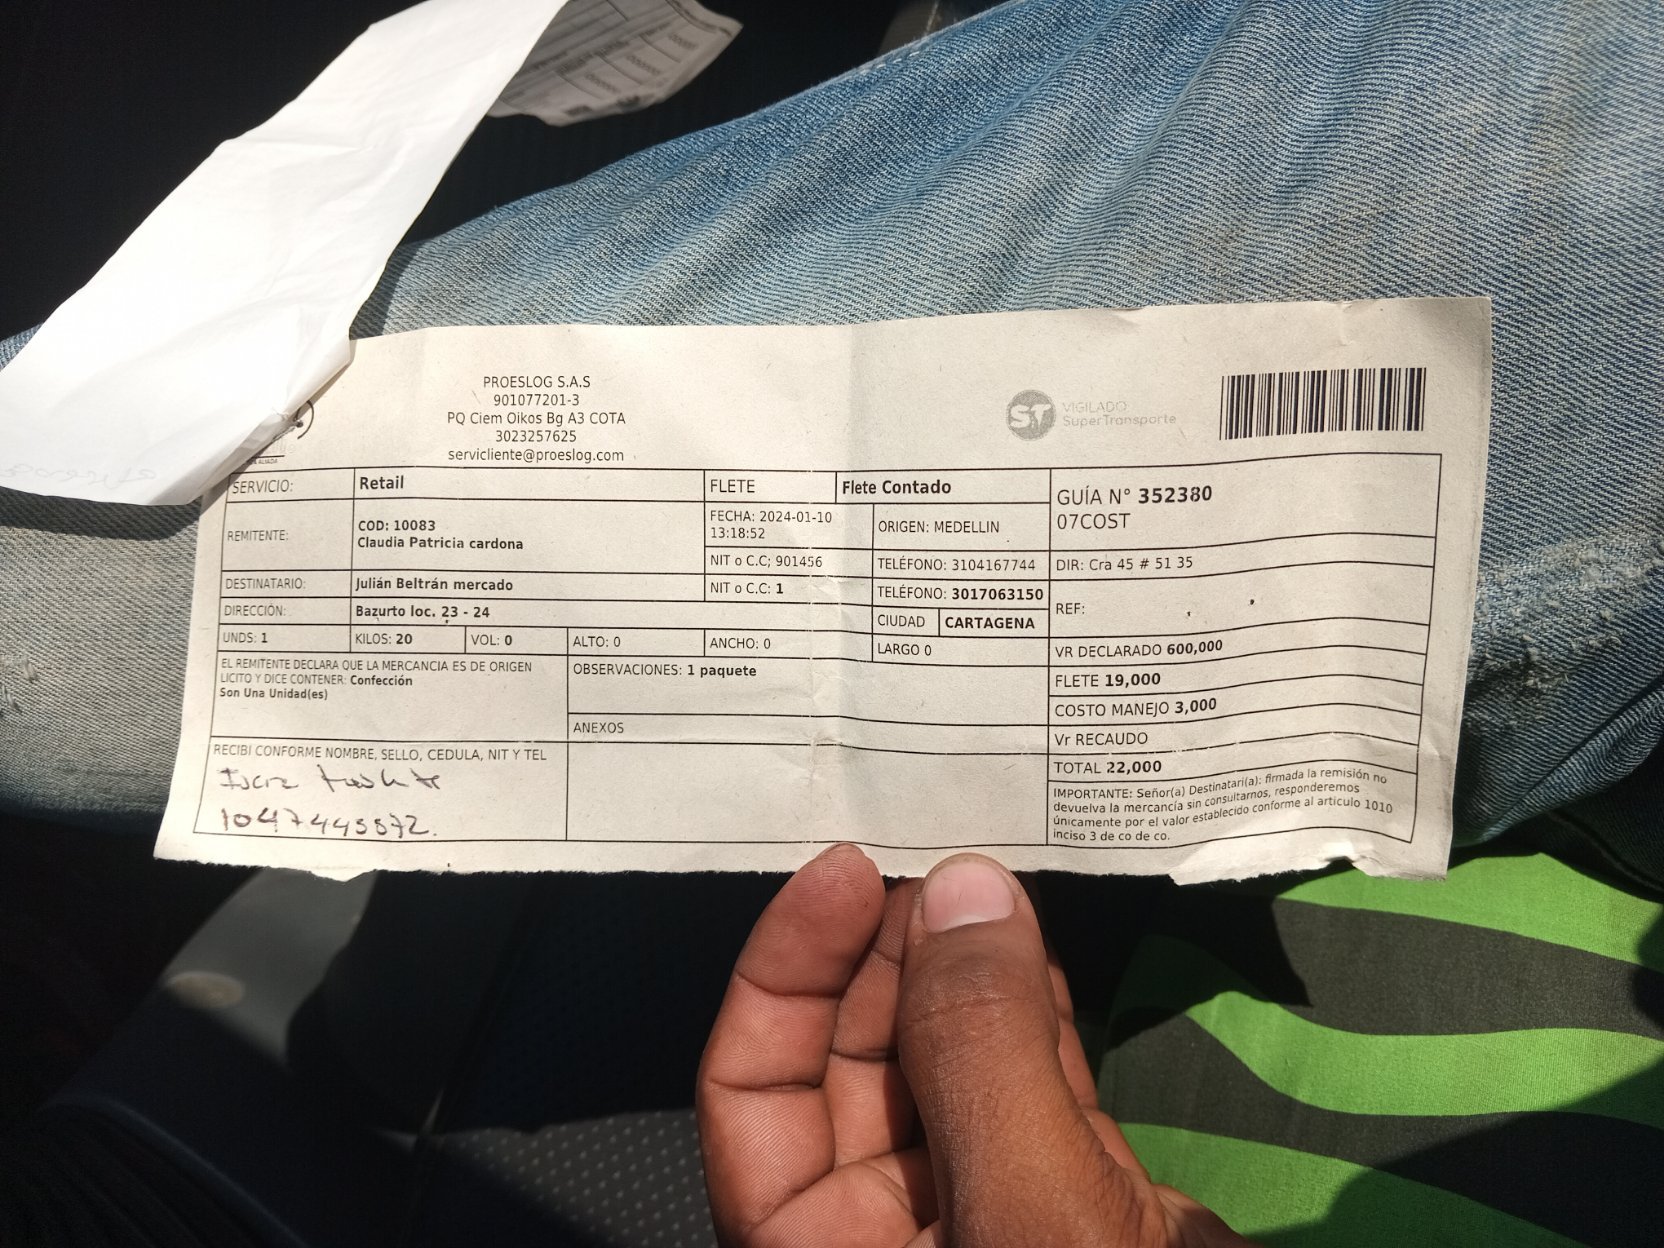 PROESLOG S.A.S
901077201-3
PQ Ciem Oikos Bg A3 COTA
3023257625
servicliente@proeslog.com
ST VIGILADO
SuperTransporte
SERVICIO: Retail FLETE Flete Contado
GUÍA N° 352380
07COST
REMITENTE: COD: 10083
Claudia Patricia cardona
FECHA: 2024-01-10
13:18:52
ORIGEN: MEDELLIN
NIT o C.C; 901456 TELÉFONO: 3104167744 DIR: Cra 45 # 51 35
DESTINATARIO: Julián Beltrán mercado NIT o C.C: 1 TELÉFONO: 3017063150
REF:
DIRECCIÓN: Bazurto loc. 23 - 24 CIUDAD CARTAGENA
UNDS: 1 KILOS: 20 VOL: 0 ALTO: 0 ANCHO: 0 LARGO 0
VR DECLARADO 600,000
EL REMITENTE DECLARA QUE LA MERCANCIA ES DE ORIGEN
LICITO Y DICE CONTENER: Confección
Son Una Unidad(es)
OBSERVACIONES: 1 paquete
ANEXOS
FLETE 19,000
COSTO MANEJO 3,000
Vr RECAUDO
TOTAL 22,000
RECIBI CONFORME NOMBRE, SELLO, CEDULA, NIT Y TEL
IMPORTANTE: Señor(a) Destinatari(a): firmada la remisión no
devuelva la mercancía sin consultarnos, responderemos
únicamente por el valor establecido conforme al articulo 1010
inciso 3 de co de co.